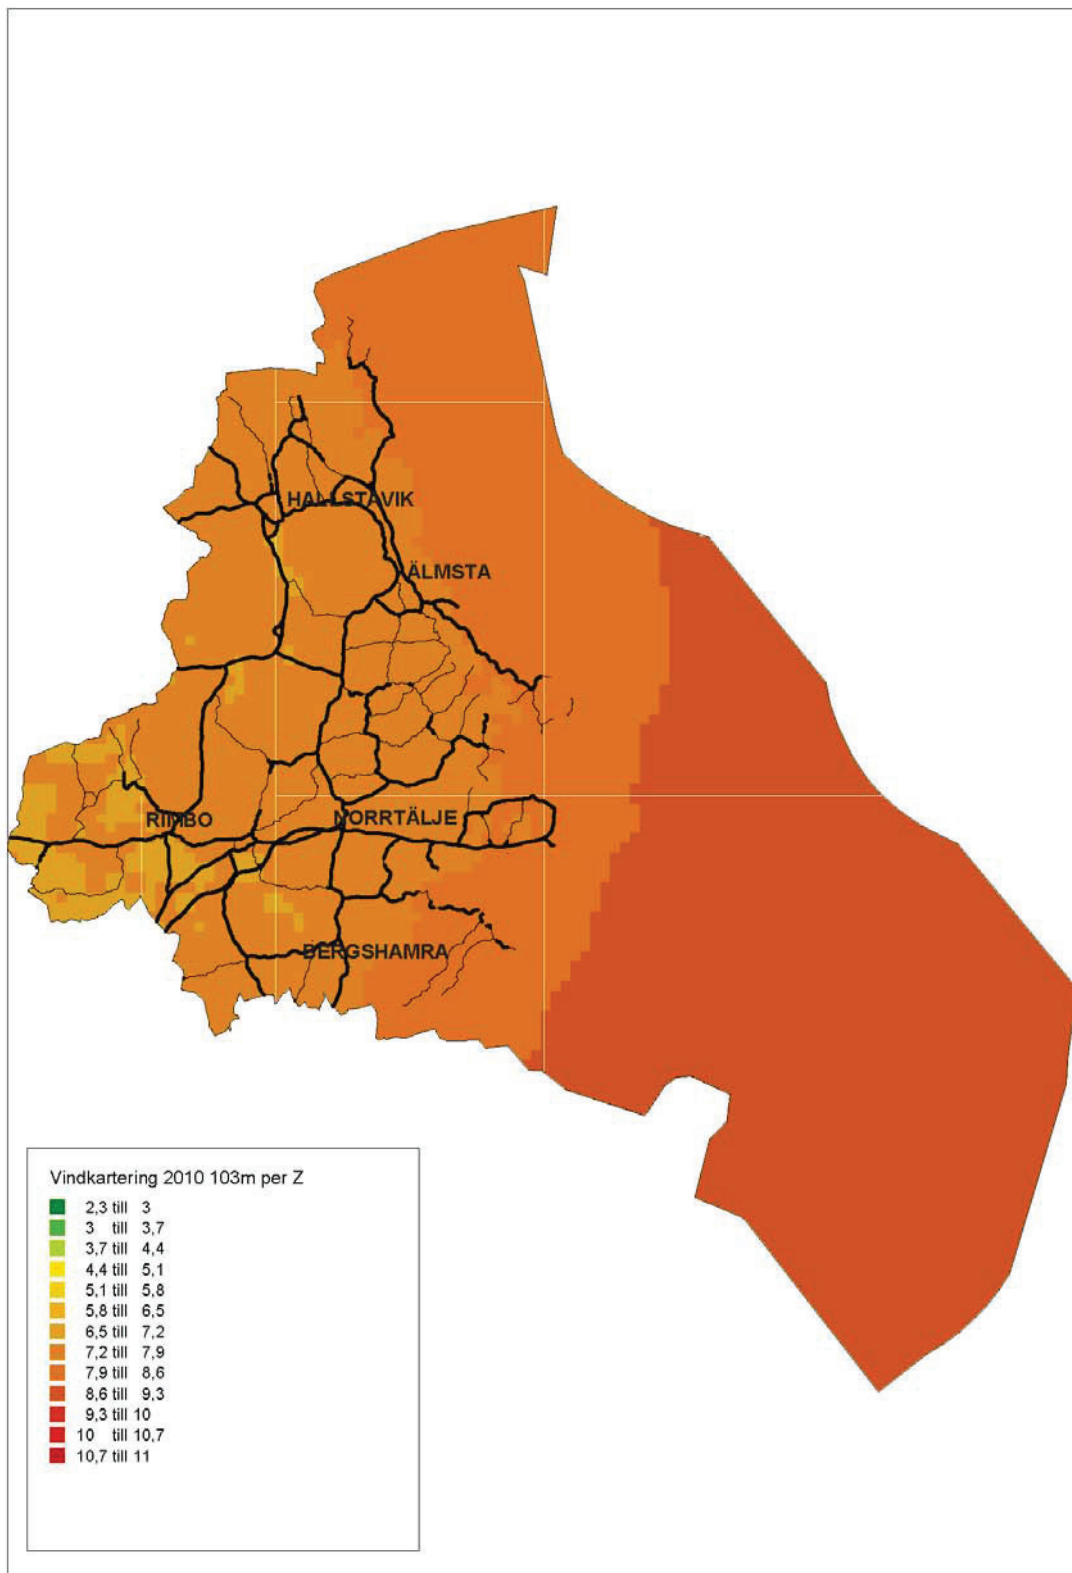 HALLSTAVIK
ÄLMSTA
RIMBO
NORRTÄLJE
BERGSHAMRA
Vindkartering 2010 103m per Z
2,3 till 3
3 till 3,7
3,7 till 4,4
4,4 till 5,1
5,1 till 5,8
5,8 till 6,5
6,5 till 7,2
7,2 till 7,9
7,9 till 8,6
8,6 till 9,3
9,3 till 10
10 till 10,7
10,7 till 11